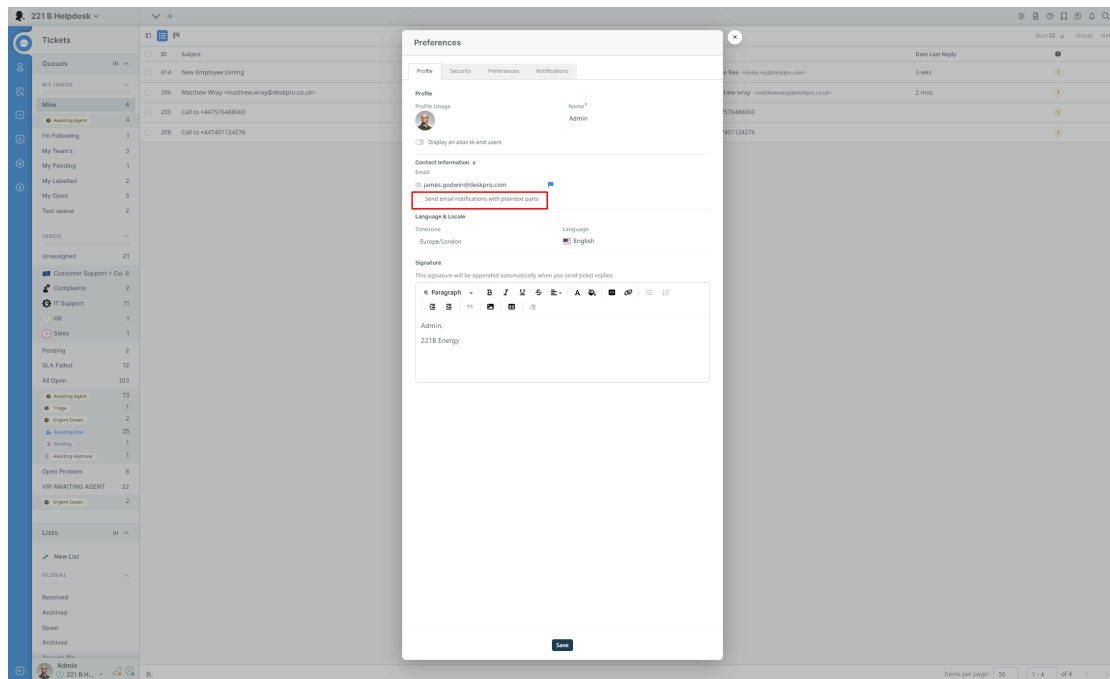 221 B Helpdesk
Tickets
Queues
MY INBOX
Mine 4
Awaiting Agent 4
I'm Following 1
My Team's 3
My Pending 1
My Labelled 2
My Open 5
Test queue 2
INBOX
Unassigned 21
Customer Support > Cus 6
Complaints 2
IT Support 11
HR 1
Sales 1
Pending 2
SLA Failed 12
All Open 103
Awaiting Agent 73
Triage 1
Urgent Issues 2
Awaiting User 25
Pending 1
Awaiting Approval 1
Open Problem 8
VIP AWAITING AGENT 22
Urgent Issues 2
Lists
New List
GLOBAL
Resolved
Archived
Spam
Archived
Admin
221 B H...
ID Subject Date Last Reply
414 New Employee Joining 3 wks 1
396 Matthew Wray <matthew.wray@deskpro.co.uk> 2 mos 1
209 Call to +447576488060 1
208 Call to +447401124276 1
Sort: ID Group
Preferences
Profile Security Preferences Notifications
Profile
Profile Image
Name*
Admin
Display an alias to end users
Contact Information
Email
james.godwin@deskpro.com
Send email notifications with plaintext parts
Language & Locale
Timezone Language
Europe/London English
Signature
This signature will be appended automatically when you send ticket replies
Paragraph B I U S A
Admin,
221B Energy
Save
Items per page: 50 1 - 4 of 4